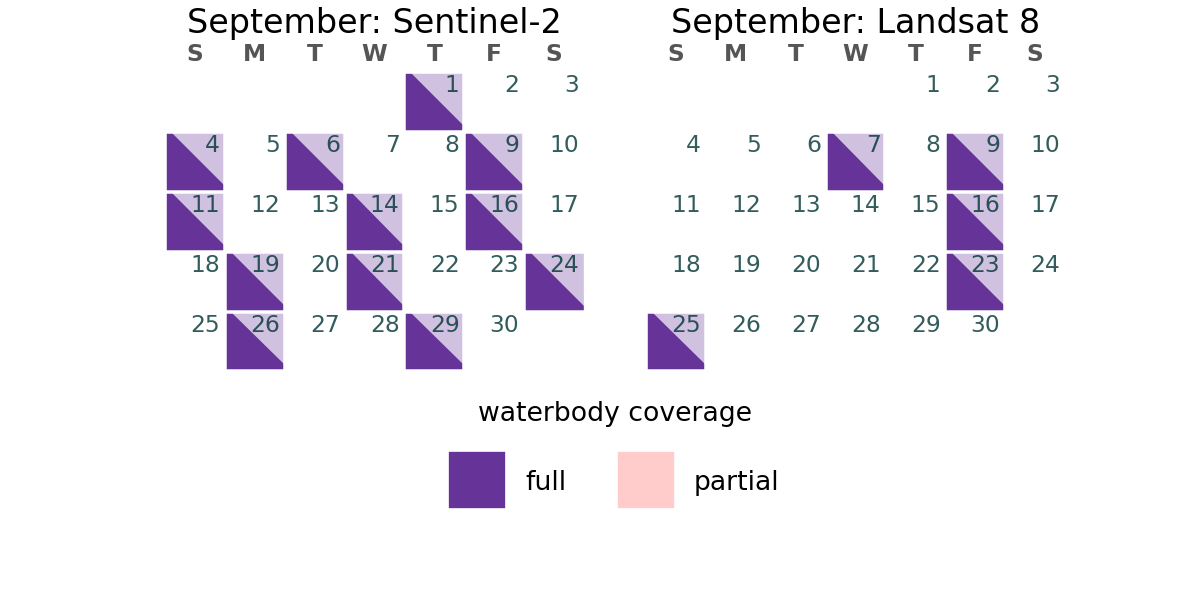 September: Sentinel-2
S M T W T F S
1 2 3
4 5 6 7 8 9 10
11 12 13 14 15 16 17
18 19 20 21 22 23 24
25 26 27 28 29 30
September: Landsat 8
S M T W T F S
1 2 3
4 5 6 7 8 9 10
11 12 13 14 15 16 17
18 19 20 21 22 23 24
25 26 27 28 29 30
waterbody coverage
full partial